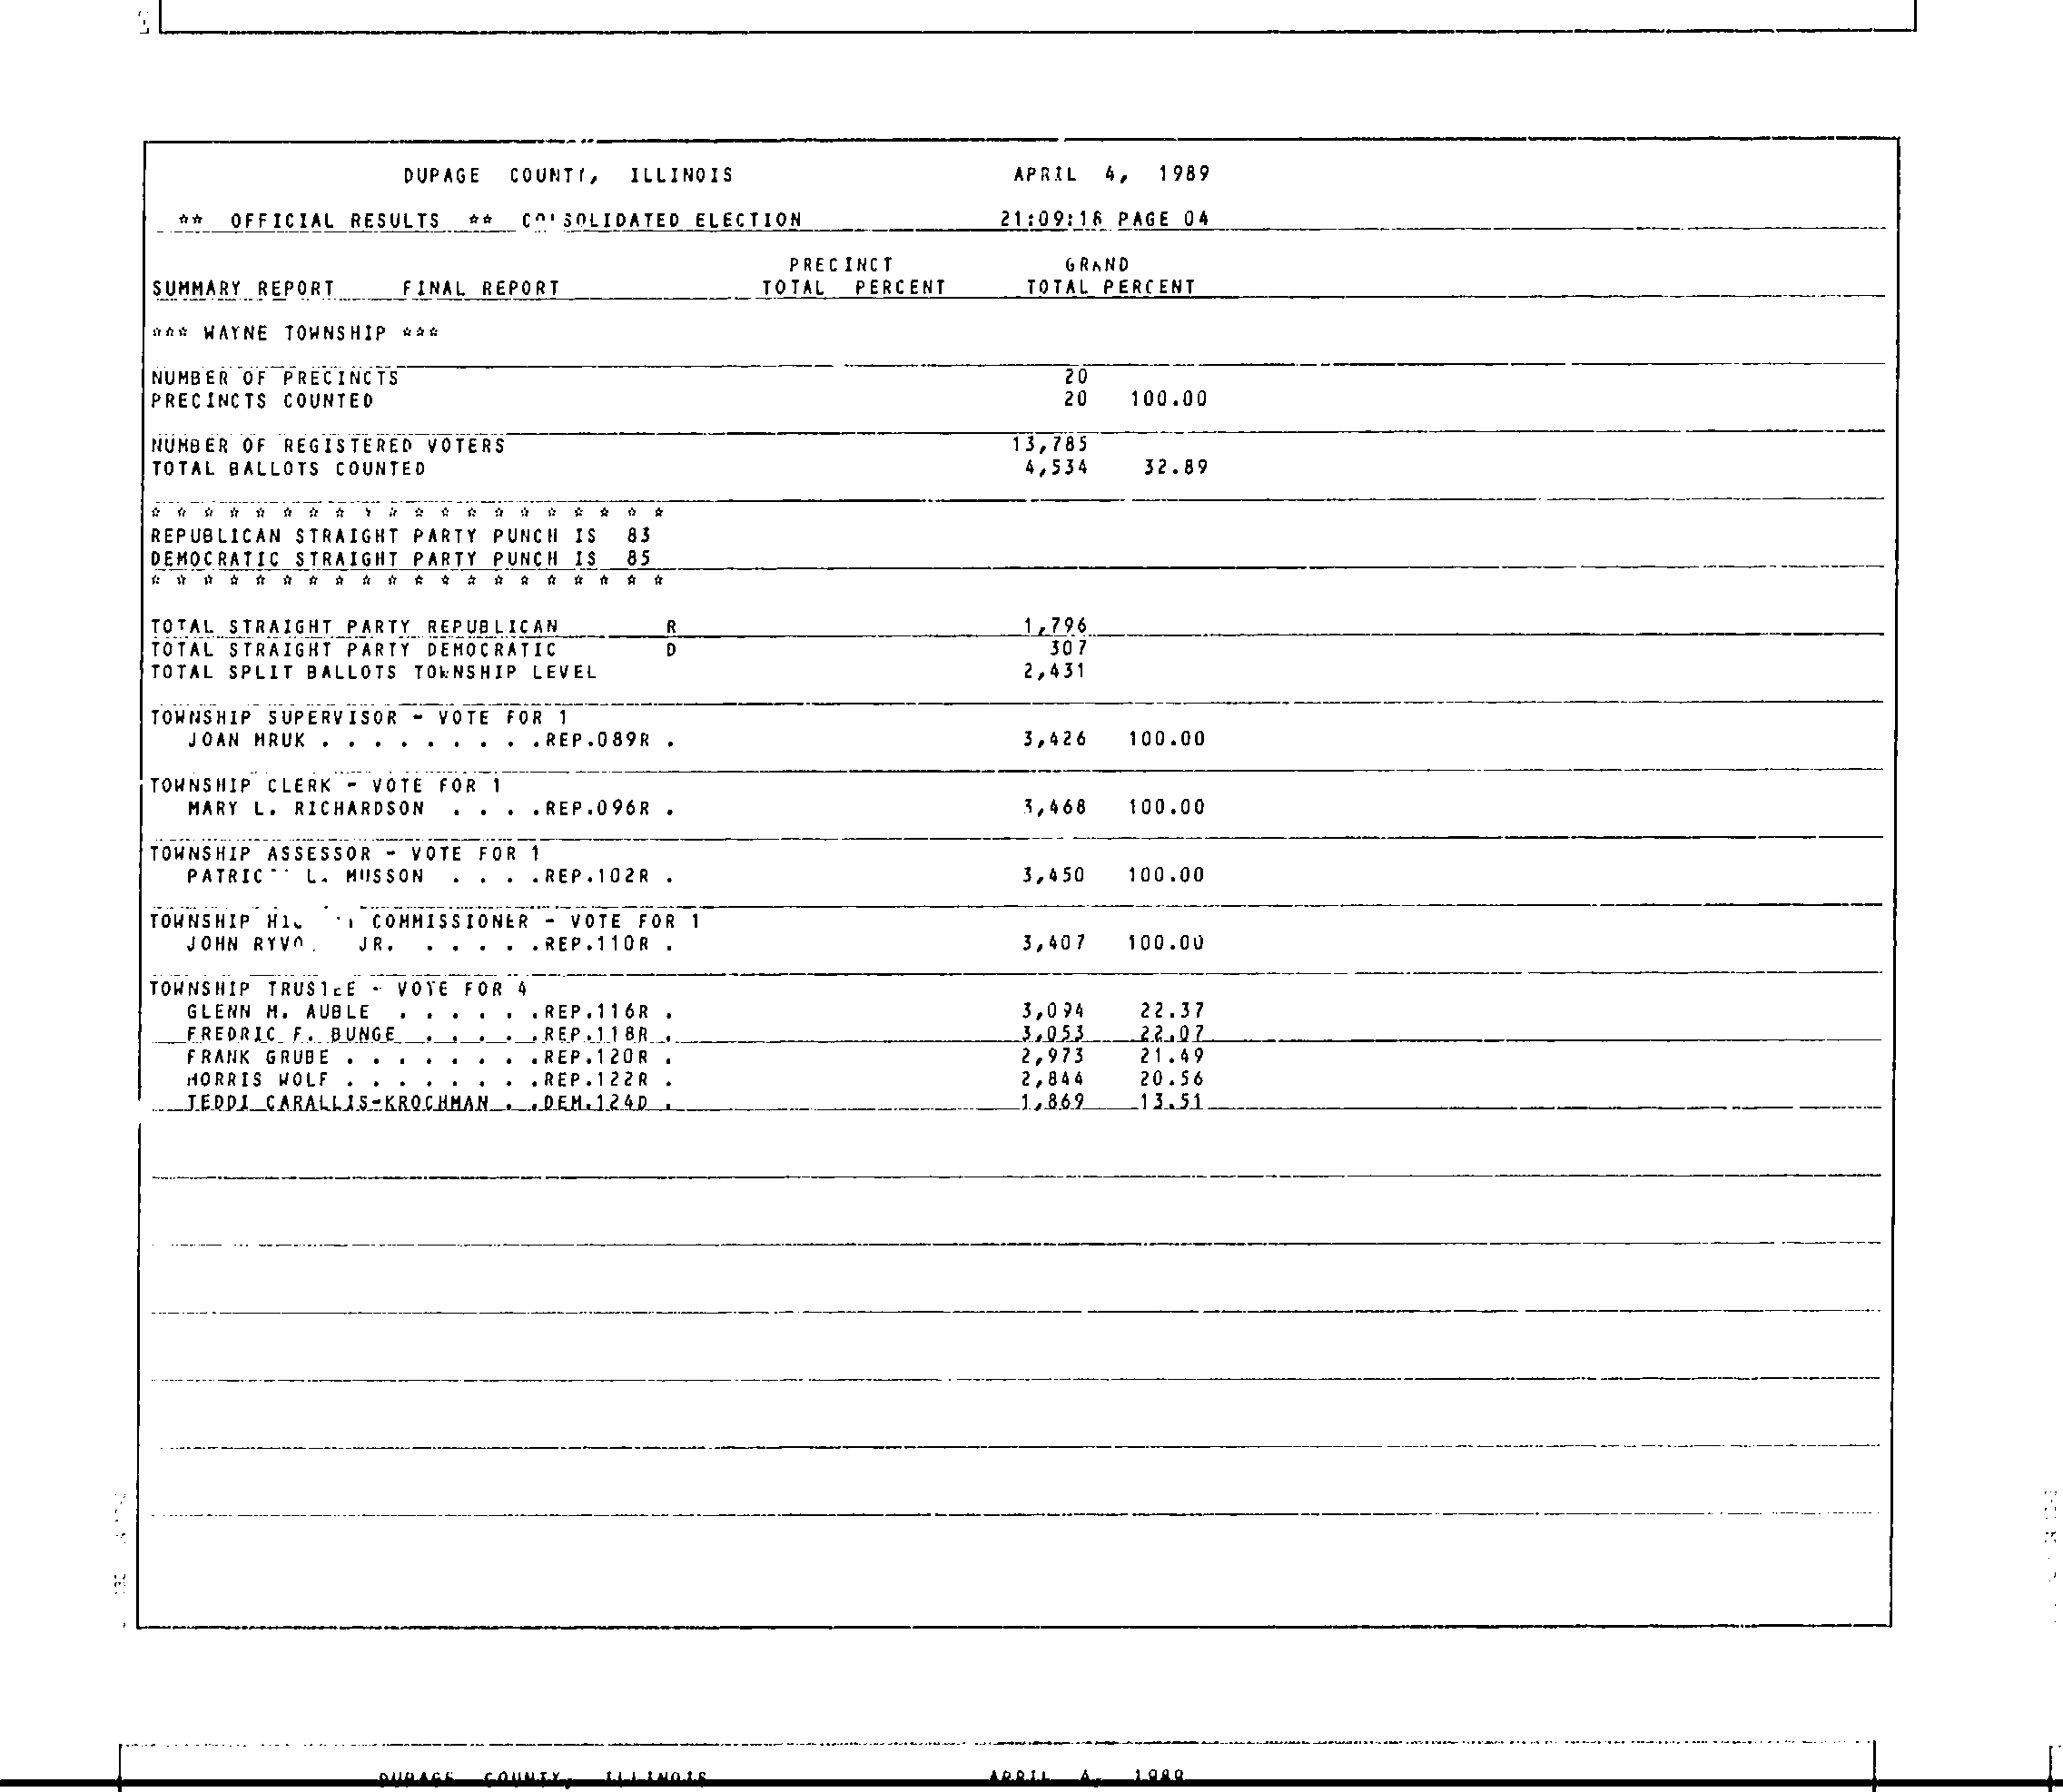 DUPAGE COUNTY, ILLINOIS APRIL 4, 1989
** OFFICIAL RESULTS ** CONSOLIDATED ELECTION 21:09:18 PAGE 04
PRECINCT GRAND
SUMMARY REPORT FINAL REPORT TOTAL PERCENT TOTAL PERCENT
*** WAYNE TOWNSHIP ***
NUMBER OF PRECINCTS 20
PRECINCTS COUNTED 20 100.00
NUMBER OF REGISTERED VOTERS 13,785
TOTAL BALLOTS COUNTED 4,534 32.89
* * * * * * * * * * * * * * * * * * * *
REPUBLICAN STRAIGHT PARTY PUNCH IS 83
DEMOCRATIC STRAIGHT PARTY PUNCH IS 85
* * * * * * * * * * * * * * * * * * * *
TOTAL STRAIGHT PARTY REPUBLICAN R 1,796
TOTAL STRAIGHT PARTY DEMOCRATIC D 307
TOTAL SPLIT BALLOTS TOWNSHIP LEVEL 2,431
TOWNSHIP SUPERVISOR - VOTE FOR 1
JOAN MRUK . . . . . . . . .REP.089R . 3,426 100.00
TOWNSHIP CLERK - VOTE FOR 1
MARY L. RICHARDSON . . . .REP.096R . 3,468 100.00
TOWNSHIP ASSESSOR - VOTE FOR 1
L. MUSSON . . . .REP.102R . 3,450 100.00
TOWNSHIP COMMISSIONER - VOTE FOR 1
JOHN JR. . . . . .REP.110R . 3,407 100.00
TOWNSHIP TRUSTEE - VOTE FOR 4
GLENN M. AUBLE . . . . . .REP.116R . 3,094 22.37
FREDRIC F. BUNGE . . . . .REP.118R . 3,053 22.07
FRANK GRUBE . . . . . . . .REP.120R . 2,973 21.49
MORRIS WOLF . . . . . . . .REP.122R . 2,844 20.56
TEDDI CARALLIS-KROCHMAN . .DEM.124D . 1,869 13.51
DUPAGE COUNTY, ILLINOIS APRIL 4, 1989